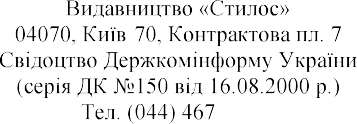 Видавництво «Стилос»
04070, Київ 70, Контрактова пл. 7
Свідоцтво Держкомінформу України
(серія ДК №150 від 16.08.2000 р.)
Тел. (044) 467